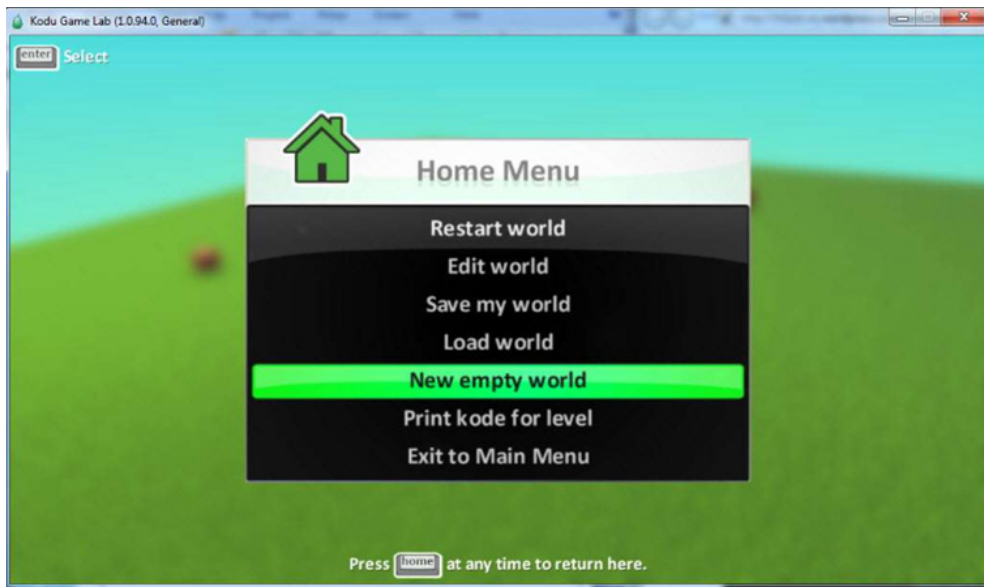 Kodu Game Lab (1.0.94.0, General)
enter Select
Home Menu
Restart world
Edit world
Save my world
Load world
New empty world
Print kode for level
Exit to Main Menu
Press home at any time to return here.